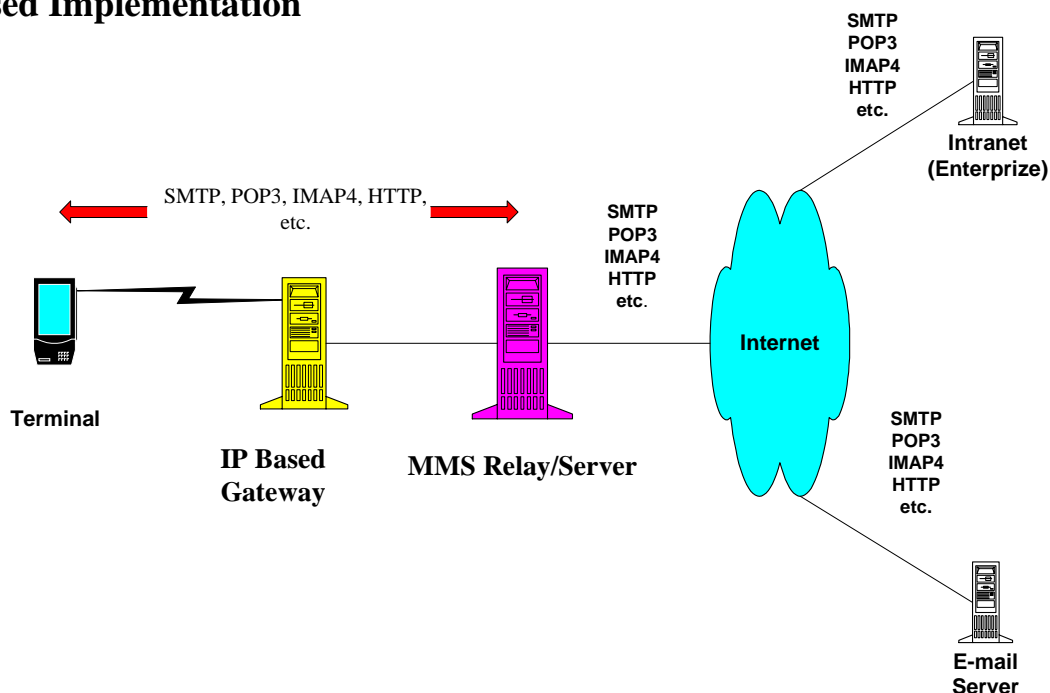 sed Implementation
SMTP
POP3
IMAP4
HTTP
etc.
Intranet
(Enterprize)
SMTP, POP3, IMAP4, HTTP,
etc.
SMTP
POP3
IMAP4
HTTP
etc.
Internet
Terminal
IP Based
Gateway
MMS Relay/Server
SMTP
POP3
IMAP4
HTTP
etc.
E-mail
Server